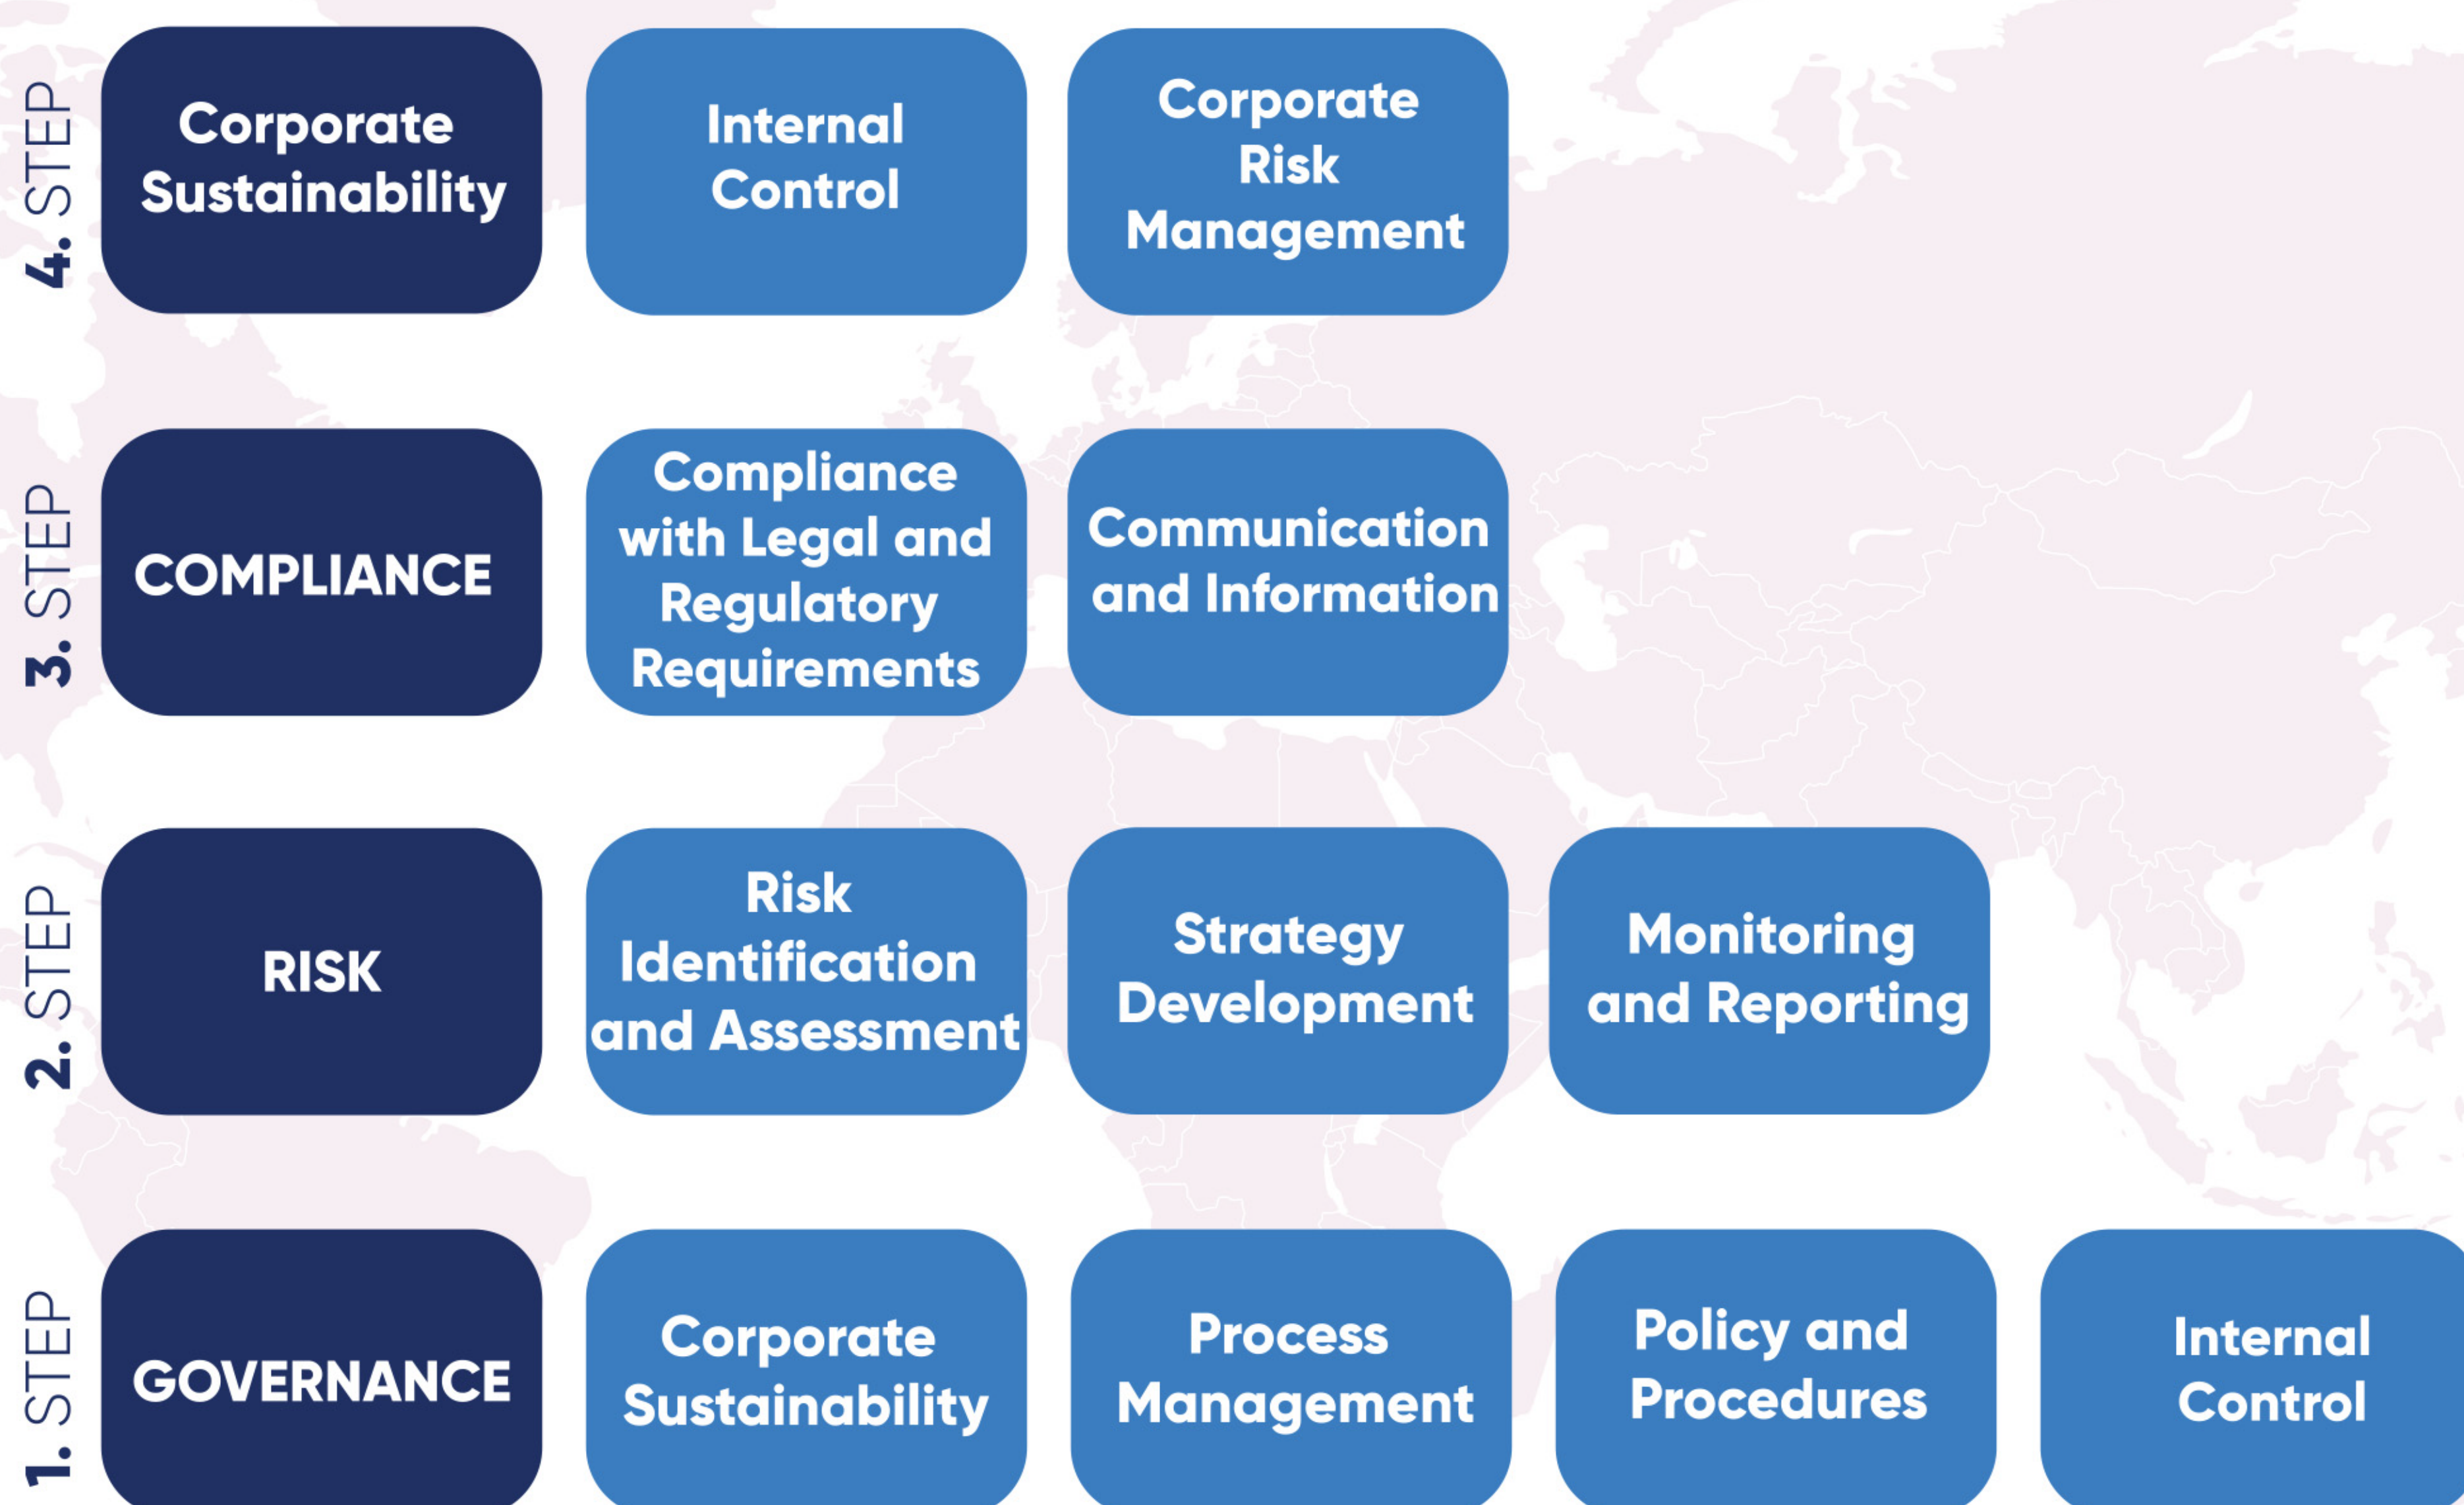 4. STEP
Corporate
Sustainability
Internal
Control
Corporate
Risk
Management
3. STEP
COMPLIANCE
Compliance
with Legal and
Regulatory
Requirements
Communication
and Information
2. STEP
RISK
Risk
Identification
and Assessment
Strategy
Development
Monitoring
and Reporting
1. STEP
GOVERNANCE
Corporate
Sustainability
Process
Management
Policy and
Procedures
Internal
Control